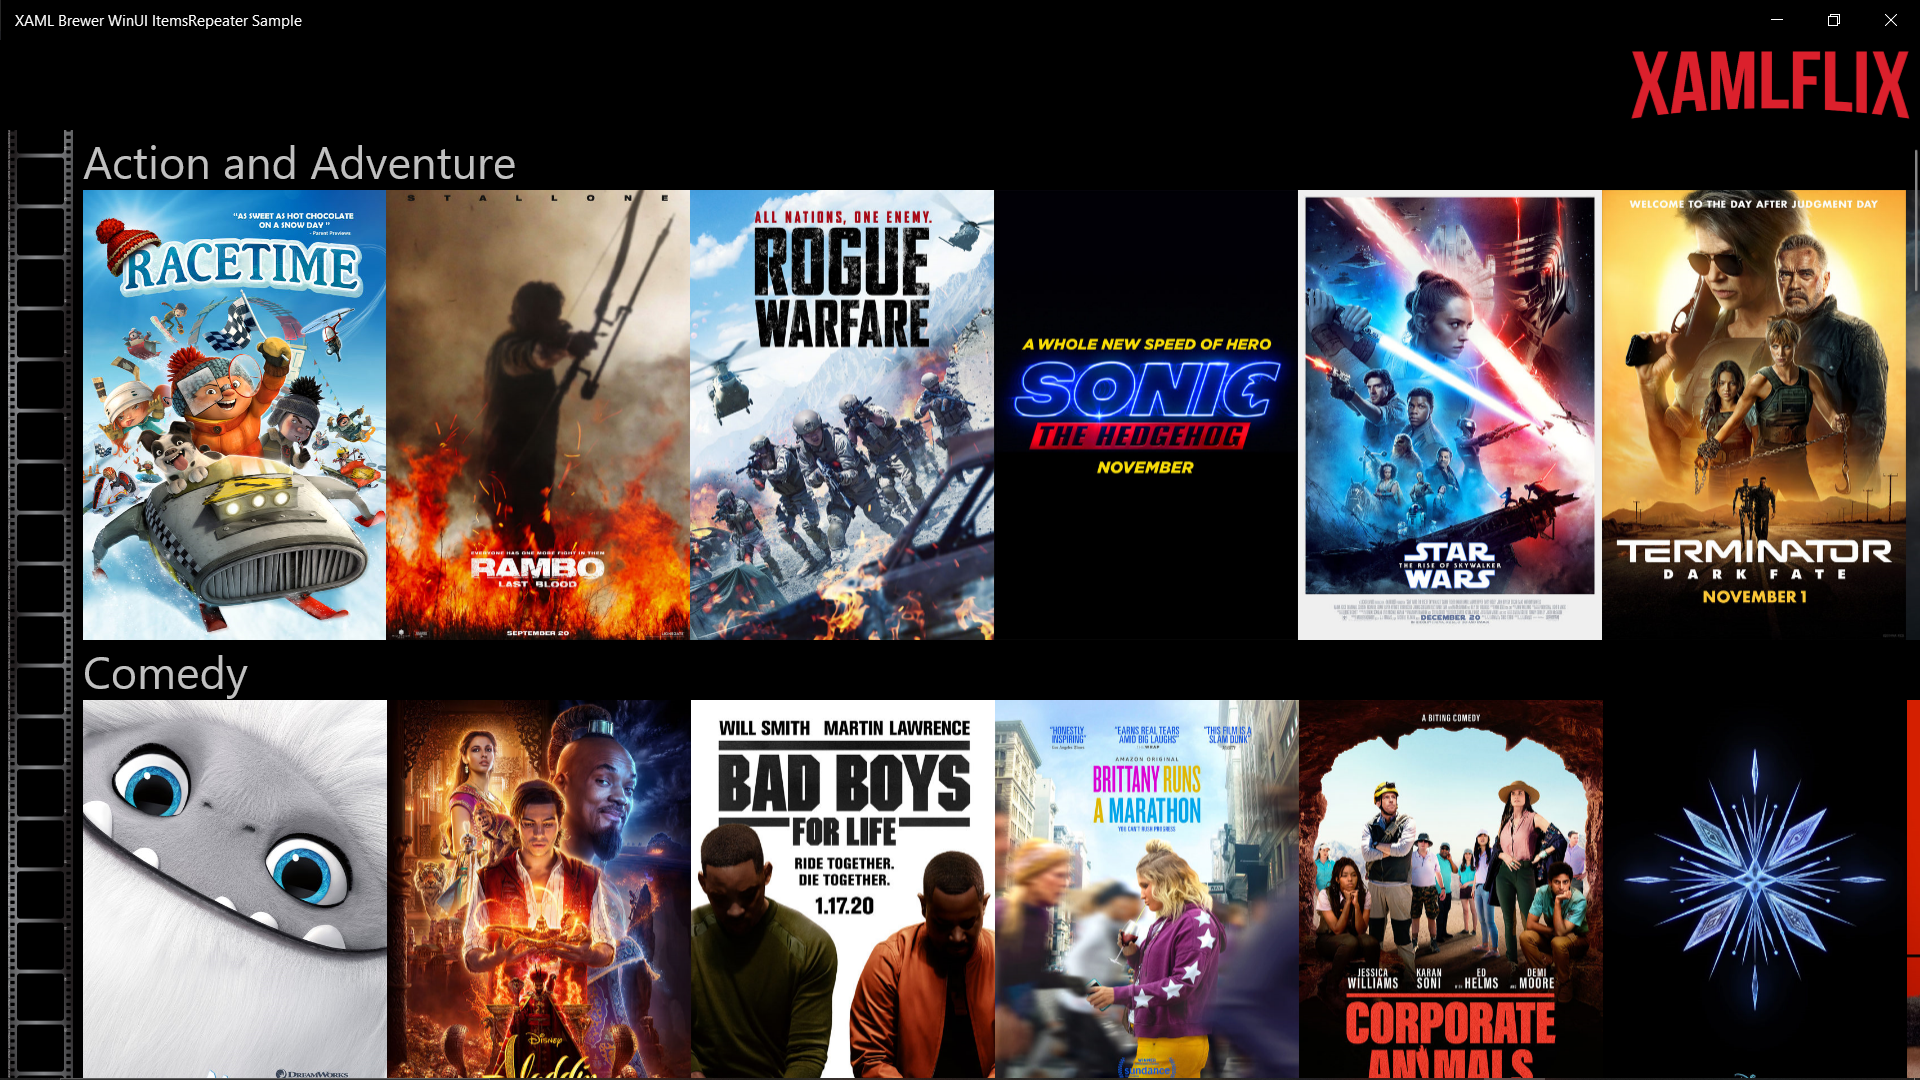 XAML Brewer WinUI ItemsRepeater Sample
XAMLFLIX
Action and Adventure
"AS SWEET AS HOT CHOCOLATE
ON A SNOW DAY"
- Parent Previews
RACETIME
STALLONE
EVERYONE HAS ONE MORE FIGHT IN THEM
RAMBO
LAST BLOOD
SEPTEMBER 20
ALL NATIONS, ONE ENEMY.
ROGUE
WARFARE
A WHOLE NEW SPEED OF HERO
SONIC
THE HEDGEHOG
NOVEMBER
STAR
THE RISE OF SKYWALKER
WARS
DECEMBER 20
WELCOME TO THE DAY AFTER JUDGMENT DAY
TERMINATOR
DARK FATE
NOVEMBER 1
Comedy
DREAMWORKS
Disney
Aladdin
WILL SMITH MARTIN LAWRENCE
BAD BOYS
FOR LIFE
RIDE TOGETHER.
DIE TOGETHER.
1.17.20
"HONESTLY
INSPIRING"
"EARNS REAL TEARS
AMID BIG LAUGHS"
"THIS FILM IS A
SLAM DUNK"
AMAZON ORIGINAL
BRITTANY RUNS
A MARATHON
YOU CAN'T RUSH PROGRESS
sundance
A BITING COMEDY
JESSICA WILLIAMS
KARAN SONI
WITH ED HELMS
AND DEMI MOORE
CORPORATE
ANIMALS